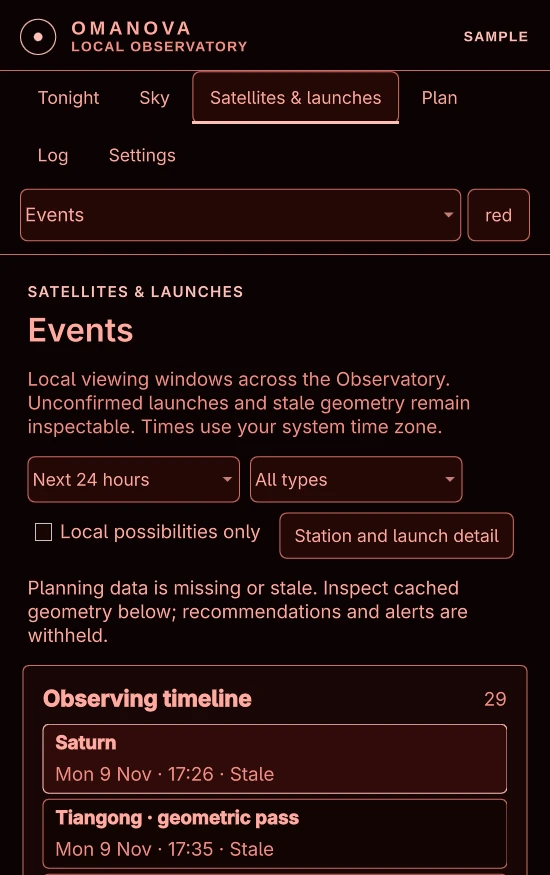 OMANOVA
LOCAL OBSERVATORY
SAMPLE
Tonight Sky Satellites & launches Plan
Log Settings
Events red
SATELLITES & LAUNCHES
Events
Local viewing windows across the Observatory.
Unconfirmed launches and stale geometry remain
inspectable. Times use your system time zone.
Next 24 hours All types
Local possibilities only Station and launch detail
Planning data is missing or stale. Inspect cached
geometry below; recommendations and alerts are
withheld.
Observing timeline 29
Saturn
Mon 9 Nov · 17:26 · Stale
Tiangong · geometric pass
Mon 9 Nov · 17:35 · Stale